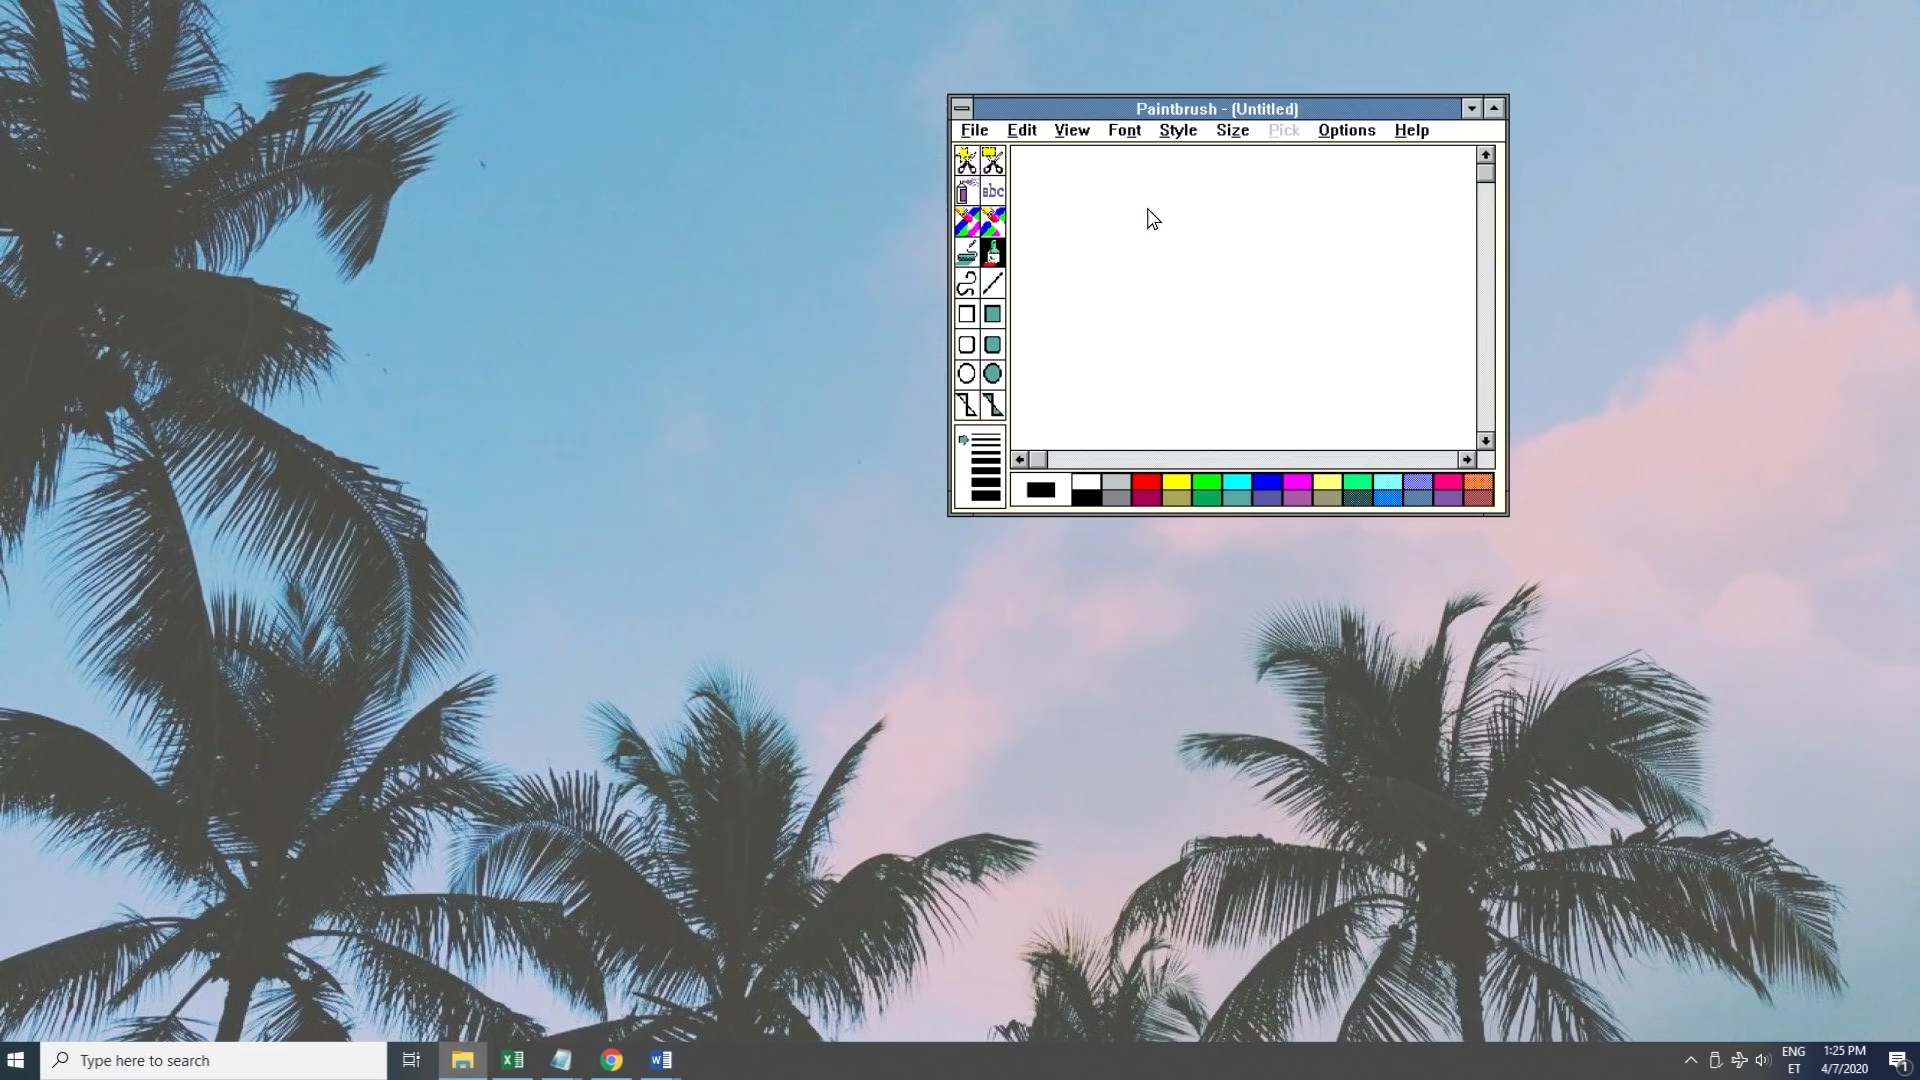 Paintbrush - (Untitled)
File Edit View Font Style Size Pick Options Help
abc
Type here to search
ENG
ET
1:25 PM
4/7/2020
1